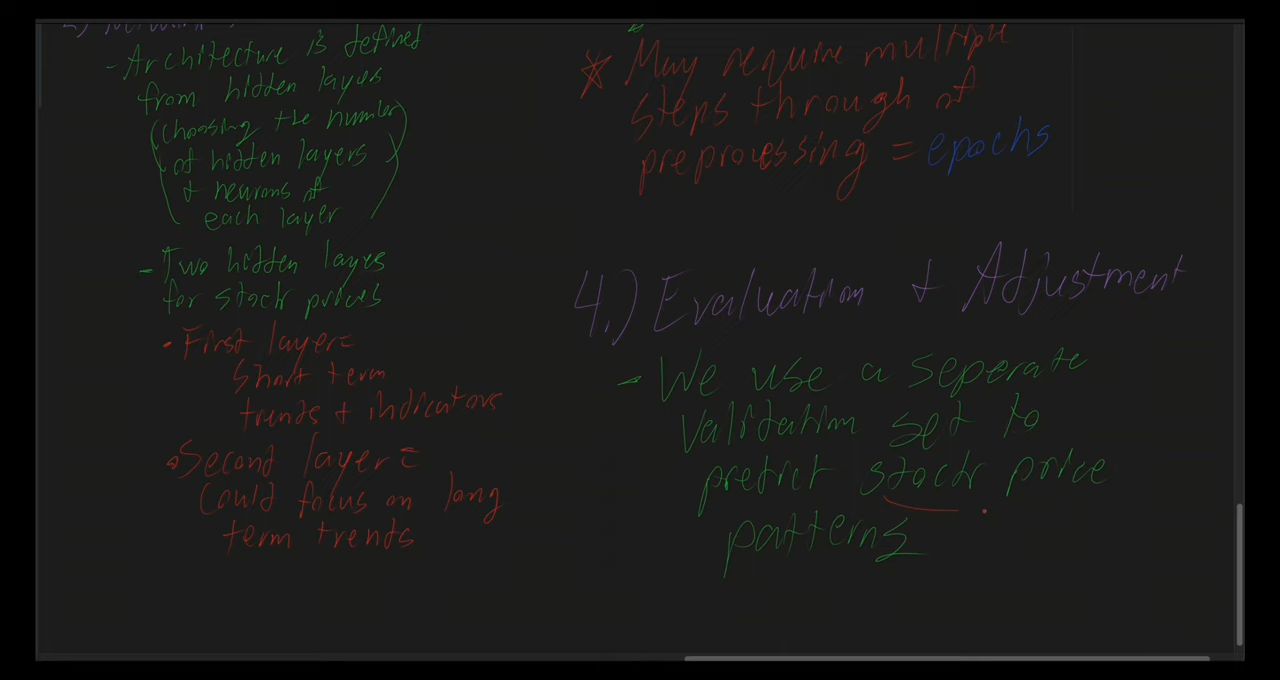 - Architecture is defined
from hidden layes
(choosing the number
of hidden layers
+ neurons of
each layer)
- Two hidden layes
for stock prices
• First layer =
short term
trends + indicators
• Second layer =
could focus on long
term trends
* May require multiple
steps through of
preprocessing = epochs
4.) Evaluation + Adjustment
- We use a seperate
validation set to
predict stock price
patterns